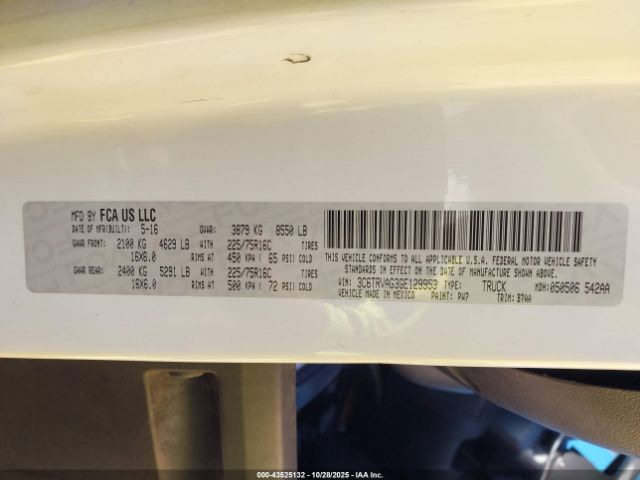 MFD BY FCA US LLC
DATE OF MFR(BUILT): 5-16 GVWR: 3879 KG 8550 LB
GAWR FRONT: 2100 KG 4629 LB WITH 225/75R16C TIRES
16X6.0 RIMS AT 450 KPA( 65 PSI) COLD
GAWR REAR: 2400 KG 5291 LB WITH 225/75R16C TIRES
16X6.0 RIMS AT 500 KPA( 72 PSI) COLD
THIS VEHICLE CONFORMS TO ALL APPLICABLE U.S.A. FEDERAL MOTOR VEHICLE SAFETY
STANDARDS IN EFFECT ON THE DATE OF MANUFACTURE SHOWN ABOVE
VIN: 3C6TRVAG3GE129953 TYPE: TRUCK MDH:050506 542AA
VEHICLE MADE IN MEXICO PAINT: PW7 TRIM: B7AA
00-43525132 - 10/28/2025 - IAA Inc.